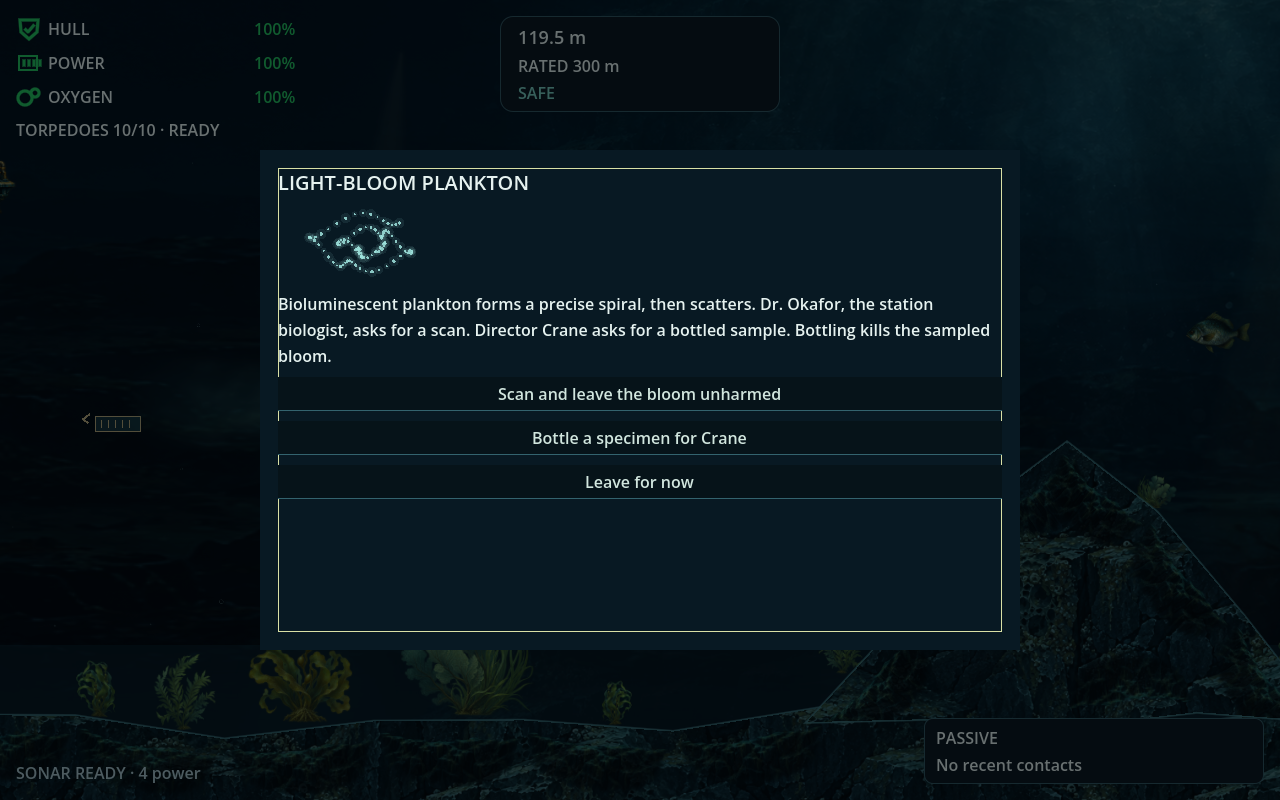 HULL 100%
POWER 100%
OXYGEN 100%
TORPEDOES 10/10 · READY
119.5 m
RATED 300 m
SAFE
LIGHT-BLOOM PLANKTON
Bioluminescent plankton forms a precise spiral, then scatters. Dr. Okafor, the station
biologist, asks for a scan. Director Crane asks for a bottled sample. Bottling kills the sampled
bloom.
Scan and leave the bloom unharmed
Bottle a specimen for Crane
Leave for now
PASSIVE
No recent contacts
SONAR READY · 4 power